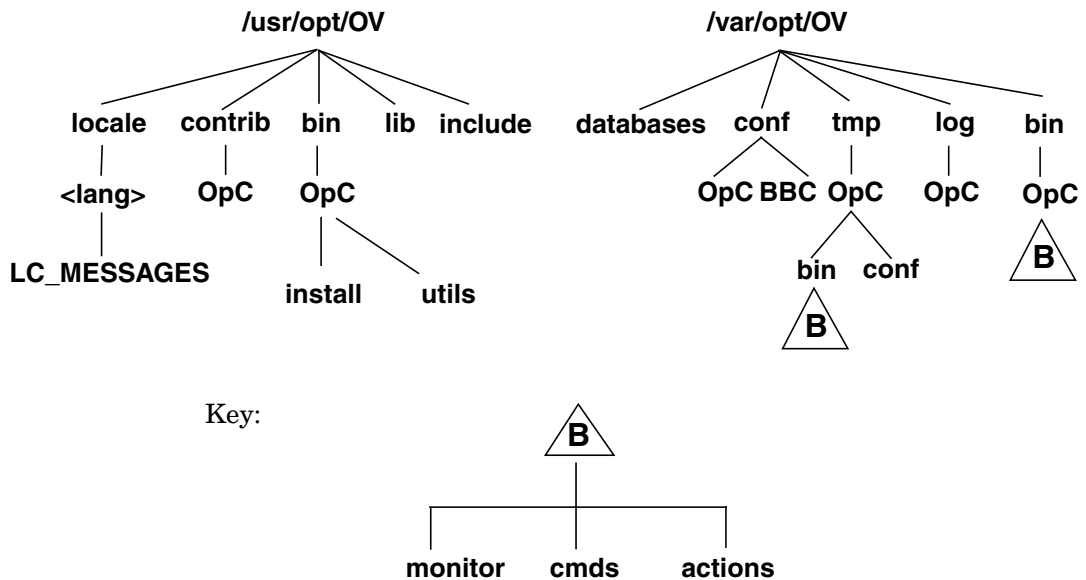 /usr/opt/OV /var/opt/OV
locale contrib bin lib include databases conf tmp log bin
<lang> OpC OpC OpC BBC OpC OpC OpC
B
LC_MESSAGES bin conf
install utils
B
Key:
B
monitor cmds actions